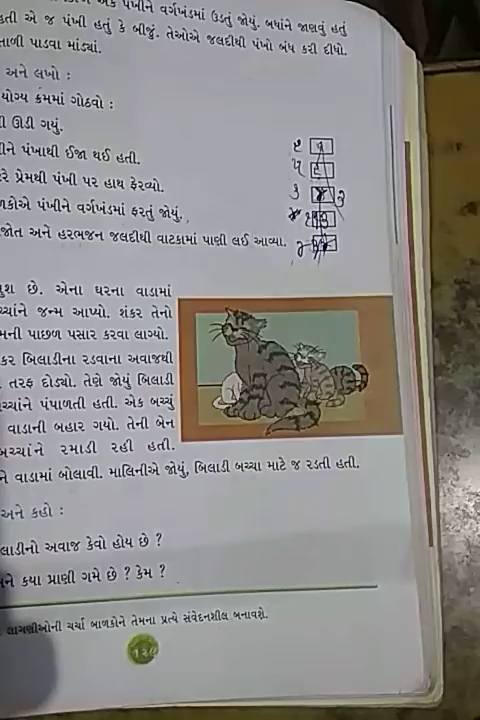 એક પંખીને વર્ગખંડમાં ઉડતું જોયું. બધાંને જાણવું હતું
હતી એ જ પંખી હતું કે બીજું. તેઓએ જલદીથી પંખો બંધ કરી દીધો.
તાળી પાડવા માંડ્યાં.
અને લખો :
યોગ્ય ક્રમમાં ગોઠવો :
ઊડી ગયું.
પંખાથી ઈજા થઈ હતી.
પ્રેમથી પંખી પર હાથ ફેરવ્યો.
પંખીને વર્ગખંડમાં ફરતું જોયું.
અને હરભજન જલદીથી વાટકામાં પાણી લઈ આવ્યા.
છે. એના ઘરના વાડામાં
જન્મ આપ્યો. શંકર તેનો
પાછળ પસાર કરવા લાગ્યો.
બિલાડીના રડવાના અવાજથી
તરફ દોડ્યો. તેણે જોયું બિલાડી
પંપાળતી હતી. એક બચ્ચું
વાડાની બહાર ગયો. તેની બેન
રમાડી રહી હતી.
વાડામાં બોલાવી. માલિનીએ જોયું, બિલાડી બચ્ચા માટે જ રડતી હતી.
અને કહો :
અવાજ કેવો હોય છે ?
કયા પ્રાણી ગમે છે ? કેમ ?
લાગણીઓની ચર્ચા બાળકોને તેમના પ્રત્યે સંવેદનશીલ બનાવશે.